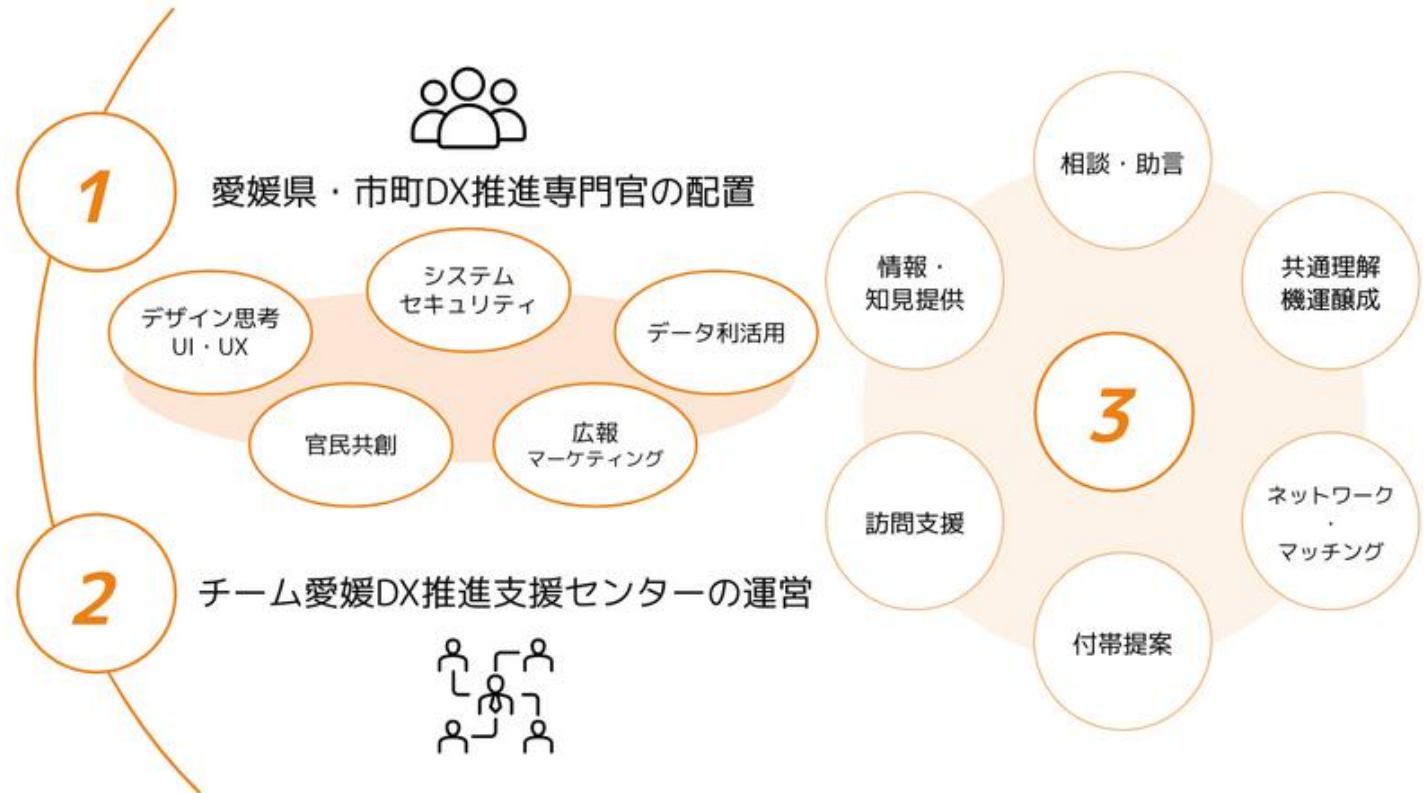 1
愛媛県・市町DX推進専門官の配置
システム
セキュリティ
デザイン思考
UI・UX
データ利活用
官民共創
広報
マーケティング
2
チーム愛媛DX推進支援センターの運営
3
相談・助言
共通理解
機運醸成
ネットワーク
・
マッチング
付帯提案
訪問支援
情報・
知見提供